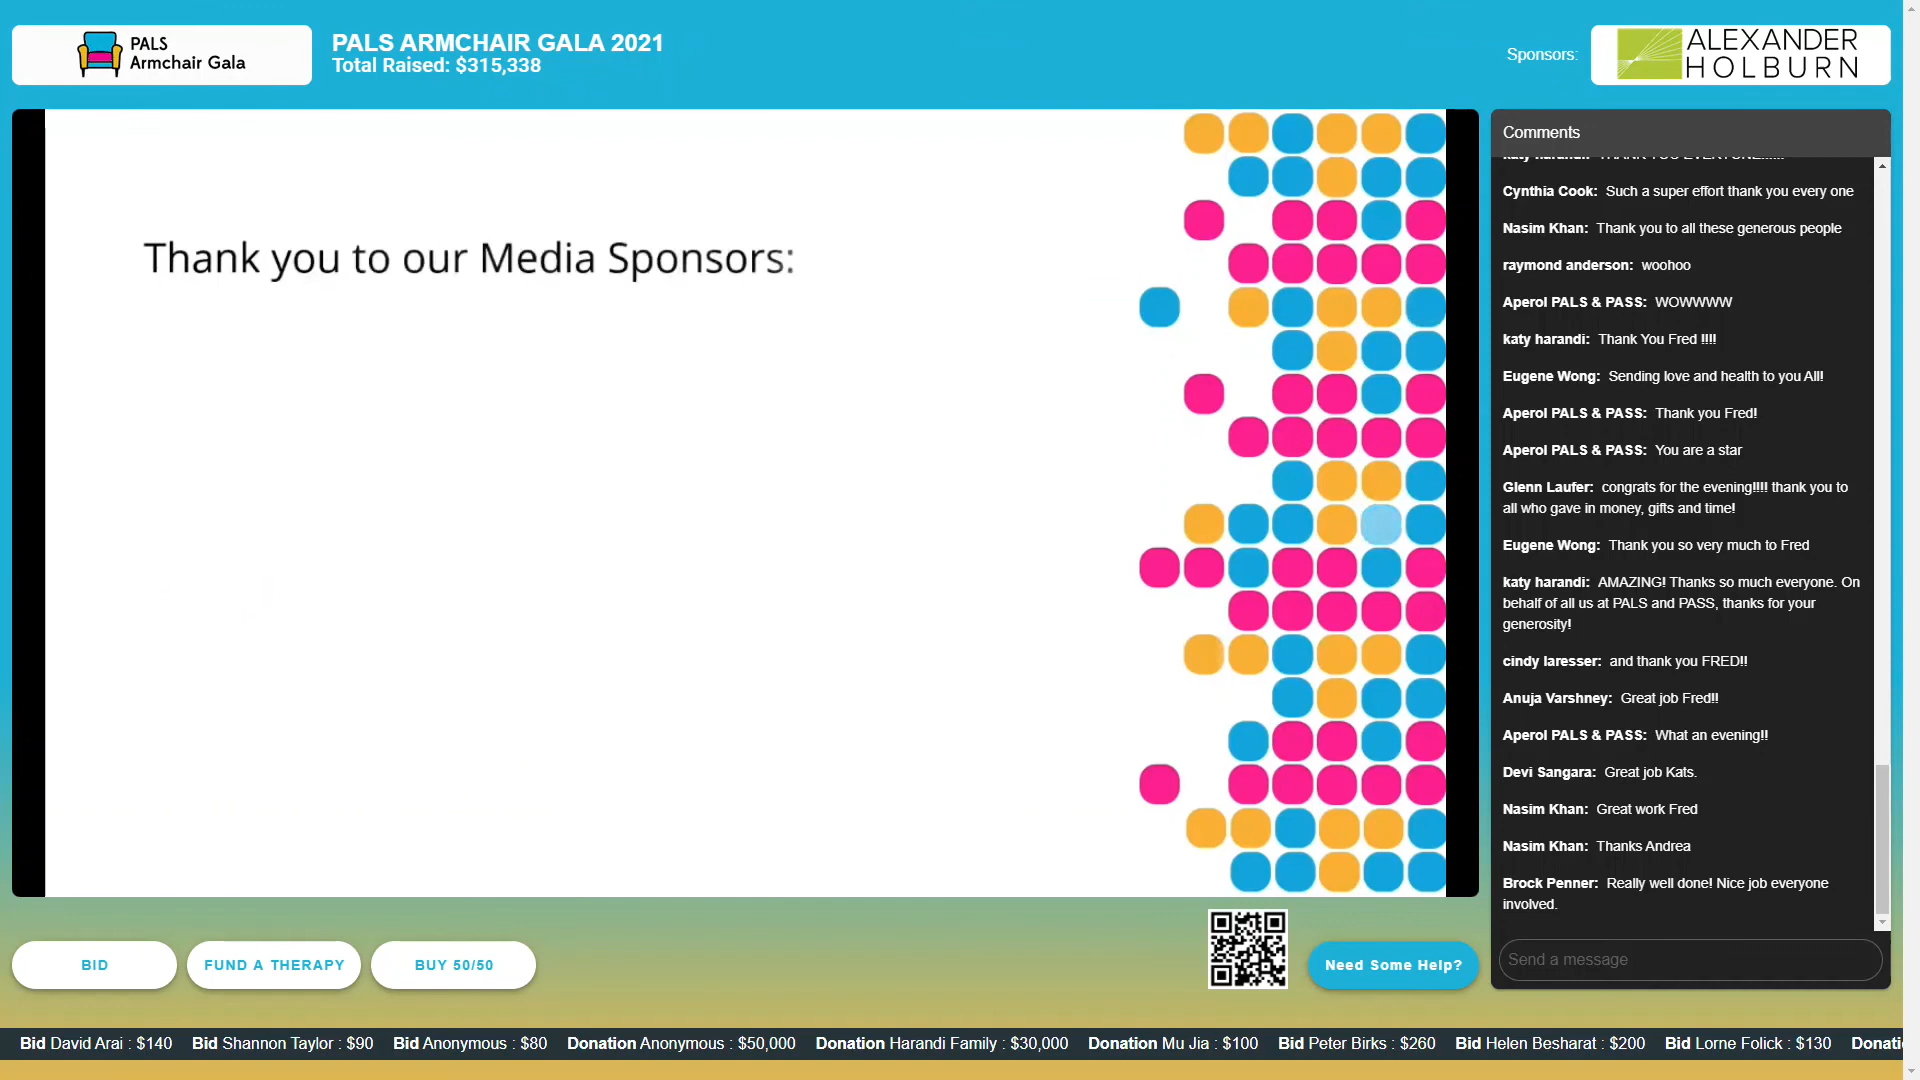 PALS
Armchair Gala
PALS ARMCHAIR GALA 2021
Total Raised: $315,338
Sponsors:
ALEXANDER
HOLBURN
Thank you to our Media Sponsors:
Comments
katy harandi: THANK YOU EVERYONE!!!!!!
Cynthia Cook: Such a super effort thank you every one
Nasim Khan: Thank you to all these generous people
raymond anderson: woohoo
Aperol PALS & PASS: WOWWWW
katy harandi: Thank You Fred !!!!
Eugene Wong: Sending love and health to you All!
Aperol PALS & PASS: Thank you Fred!
Aperol PALS & PASS: You are a star
Glenn Laufer: congrats for the evening!!!! thank you to
all who gave in money, gifts and time!
Eugene Wong: Thank you so very much to Fred
katy harandi: AMAZING! Thanks so much everyone. On
behalf of all us at PALS and PASS, thanks for your
generosity!
cindy laresser: and thank you FRED!!
Anuja Varshney: Great job Fred!!
Aperol PALS & PASS: What an evening!!
Devi Sangara: Great job Kats.
Nasim Khan: Great work Fred
Nasim Khan: Thanks Andrea
Brock Penner: Really well done! Nice job everyone
involved.
Send a message
BID
FUND A THERAPY
BUY 50/50
Need Some Help?
Bid David Arai : $140 Bid Shannon Taylor : $90 Bid Anonymous : $80 Donation Anonymous : $50,000 Donation Harandi Family : $30,000 Donation Mu Jia : $100 Bid Peter Birks : $260 Bid Helen Besharat : $200 Bid Lorne Folick : $130 Donati